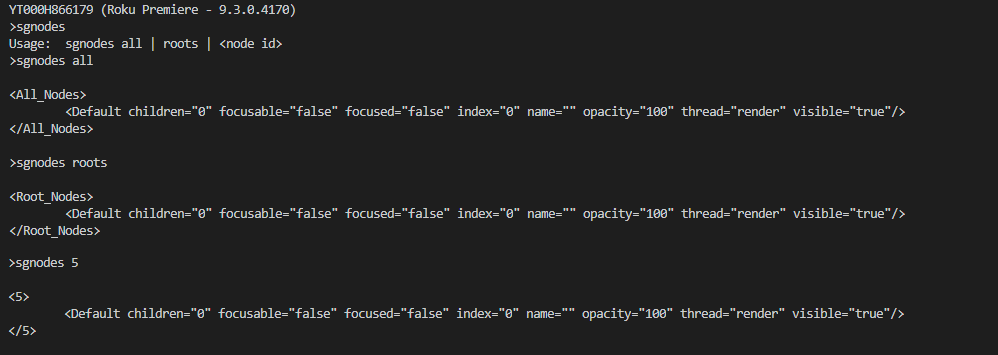 YT000H866179 (Roku Premiere - 9.3.0.4170)
>sgnodes
Usage:  sgnodes all | roots | <node id>
>sgnodes all
<All_Nodes>
<Default children="0" focusable="false" focused="false" index="0" name="" opacity="100" thread="render" visible="true"/>
</All_Nodes>
>sgnodes roots
<Root_Nodes>
<Default children="0" focusable="false" focused="false" index="0" name="" opacity="100" thread="render" visible="true"/>
</Root_Nodes>
>sgnodes 5
<5>
<Default children="0" focusable="false" focused="false" index="0" name="" opacity="100" thread="render" visible="true"/>
</5>